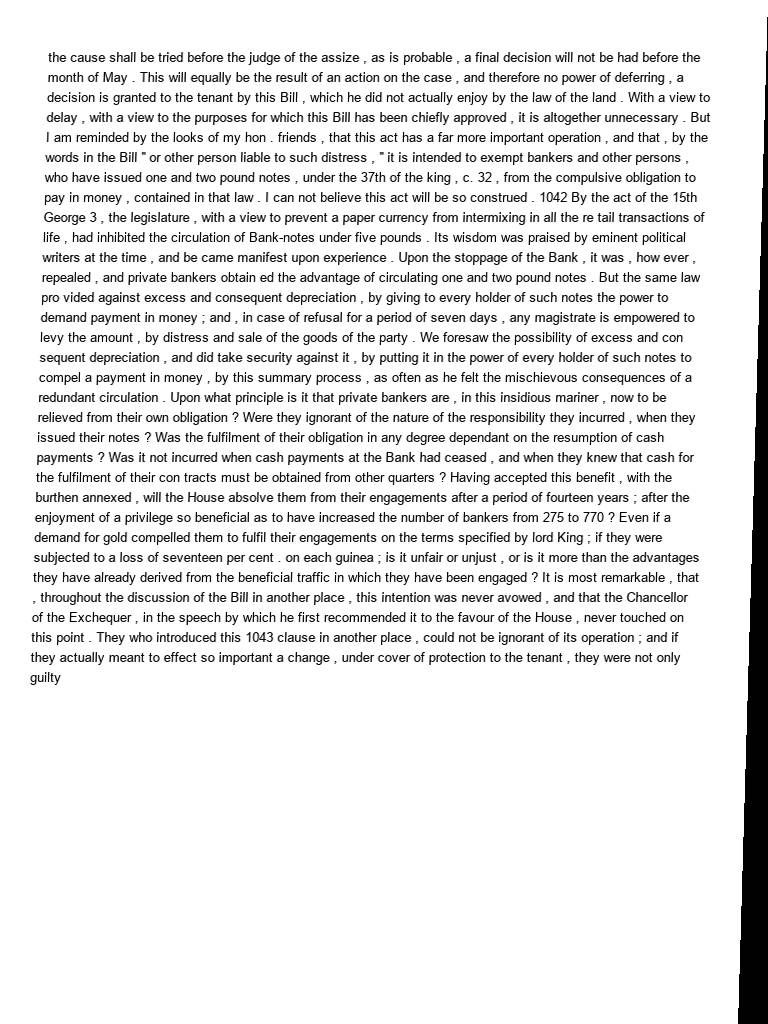 the cause shall be tried before the judge of the assize , as is probable , a final decision will not be had before the
month of May . This will equally be the result of an action on the case , and therefore no power of deferring , a
decision is granted to the tenant by this Bill , which he did not actually enjoy by the law of the land . With a view to
delay , with a view to the purposes for which this Bill has been chiefly approved , it is altogether unnecessary . But
I am reminded by the looks of my hon . friends , that this act has a far more important operation , and that , by the
words in the Bill " or other person liable to such distress , " it is intended to exempt bankers and other persons ,
who have issued one and two pound notes , under the 37th of the king , c. 32 , from the compulsive obligation to
pay in money , contained in that law . I can not believe this act will be so construed . 1042 By the act of the 15th
George 3 , the legislature , with a view to prevent a paper currency from intermixing in all the re tail transactions of
life , had inhibited the circulation of Bank-notes under five pounds . Its wisdom was praised by eminent political
writers at the time , and be came manifest upon experience . Upon the stoppage of the Bank , it was , how ever ,
repealed , and private bankers obtain ed the advantage of circulating one and two pound notes . But the same law
pro vided against excess and consequent depreciation , by giving to every holder of such notes the power to
demand payment in money ; and , in case of refusal for a period of seven days , any magistrate is empowered to
levy the amount , by distress and sale of the goods of the party . We foresaw the possibility of excess and con
sequent depreciation , and did take security against it , by putting it in the power of every holder of such notes to
compel a payment in money , by this summary process , as often as he felt the mischievous consequences of a
redundant circulation . Upon what principle is it that private bankers are , in this insidious mariner , now to be
relieved from their own obligation ? Were they ignorant of the nature of the responsibility they incurred , when they
issued their notes ? Was the fulfilment of their obligation in any degree dependant on the resumption of cash
payments ? Was it not incurred when cash payments at the Bank had ceased , and when they knew that cash for
the fulfilment of their con tracts must be obtained from other quarters ? Having accepted this benefit , with the
burthen annexed , will the House absolve them from their engagements after a period of fourteen years ; after the
enjoyment of a privilege so beneficial as to have increased the number of bankers from 275 to 770 ? Even if a
demand for gold compelled them to fulfil their engagements on the terms specified by lord King ; if they were
subjected to a loss of seventeen per cent . on each guinea ; is it unfair or unjust , or is it more than the advantages
they have already derived from the beneficial traffic in which they have been engaged ? It is most remarkable , that
, throughout the discussion of the Bill in another place , this intention was never avowed , and that the Chancellor
of the Exchequer , in the speech by which he first recommended it to the favour of the House , never touched on
this point . They who introduced this 1043 clause in another place , could not be ignorant of its operation ; and if
they actually meant to effect so important a change , under cover of protection to the tenant , they were not only
guilty